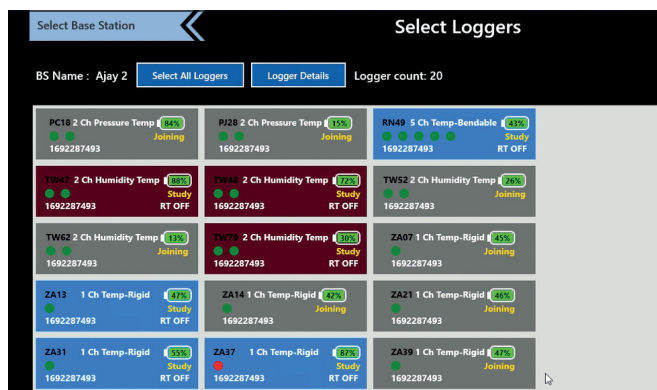 Select Base Station
Select Loggers
BS Name : Ajay 2
Select All Loggers
Logger Details
Logger count: 20
PC18 2 Ch Pressure Temp 84%
Joining
1692287493
PJ28 2 Ch Pressure Temp 15%
Joining
1692287493
RN49 5 Ch Temp-Bendable 43%
Study
1692287493 RT OFF
TW47 2 Ch Humidity Temp 88%
Study
1692287493 RT OFF
2 Ch Humidity Temp 72%
Study
1692287493 RT OFF
TW52 2 Ch Humidity Temp 26%
Joining
1692287493
TW62 2 Ch Humidity Temp 13%
Joining
1692287493
2 Ch Humidity Temp 30%
Study
1692287493 RT OFF
ZA07 1 Ch Temp-Rigid 45%
Joining
1692287493
ZA13 1 Ch Temp-Rigid 47%
Study
1692287493 RT OFF
ZA14 1 Ch Temp-Rigid 42%
Joining
1692287493
ZA21 1 Ch Temp-Rigid 46%
Joining
1692287493
ZA31 1 Ch Temp-Rigid 55%
Study
1692287493 RT OFF
ZA37 1 Ch Temp-Rigid 87%
Study
1692287493 RT OFF
ZA39 1 Ch Temp-Rigid 47%
Joining
1692287493